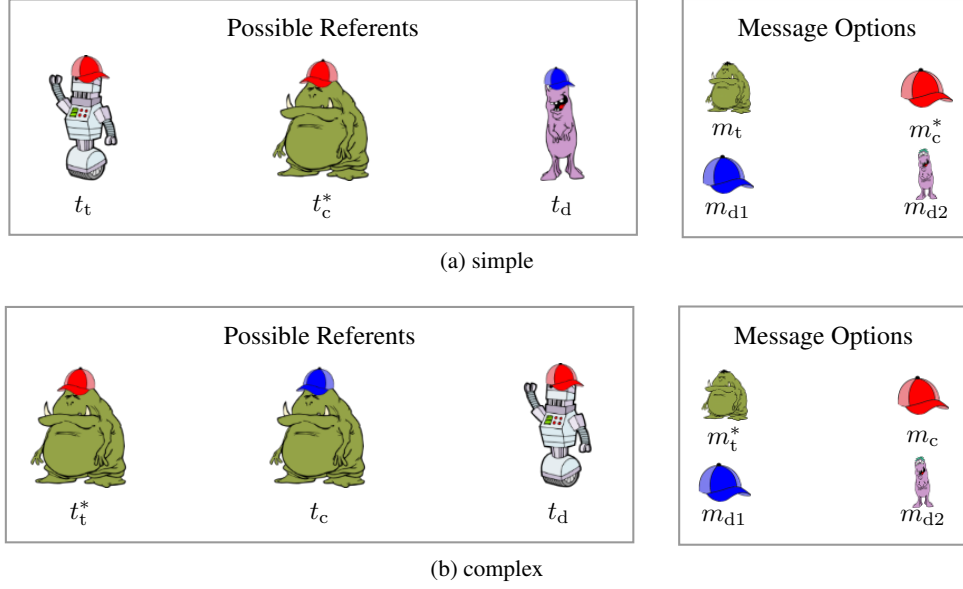 Possible Referents
Message Options
t_t
t_c^*
t_d
m_t
m_c^*
m_d1
m_d2
(a) simple
Possible Referents
Message Options
t_t^*
t_c
t_d
m_t^*
m_c
m_d1
m_d2
(b) complex